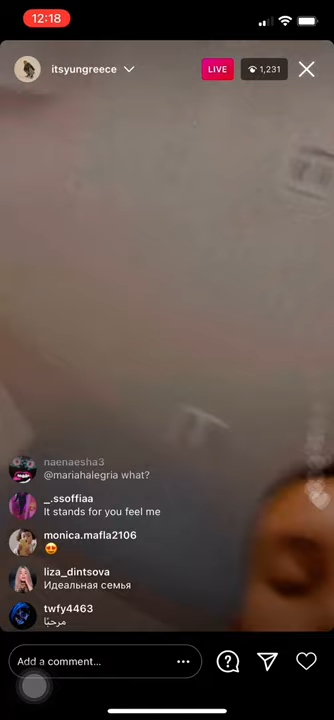 12:18
itsyungreece
LIVE
1,231
naenaesha3
@mariahalegria what?
_.ssoffiaa
It stands for you feel me
monica.mafla2106
😍
liza_dintsova
Идеальная семья
twfy4463
مرحبًا
Add a comment...